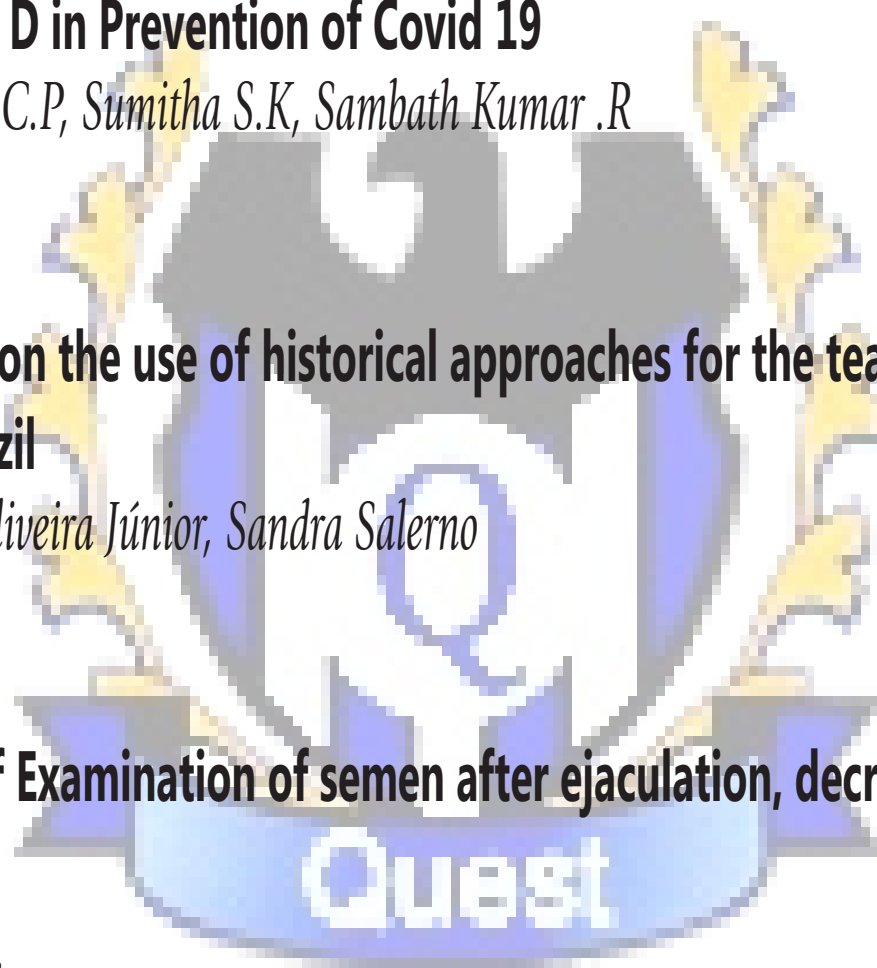 D in Prevention of Covid 19
C.P, Sumitha S.K, Sambath Kumar .R
on the use of historical approaches for the tea
zil
liveira Júnior, Sandra Salerno
Q
f Examination of semen after ejaculation, decr
Quest